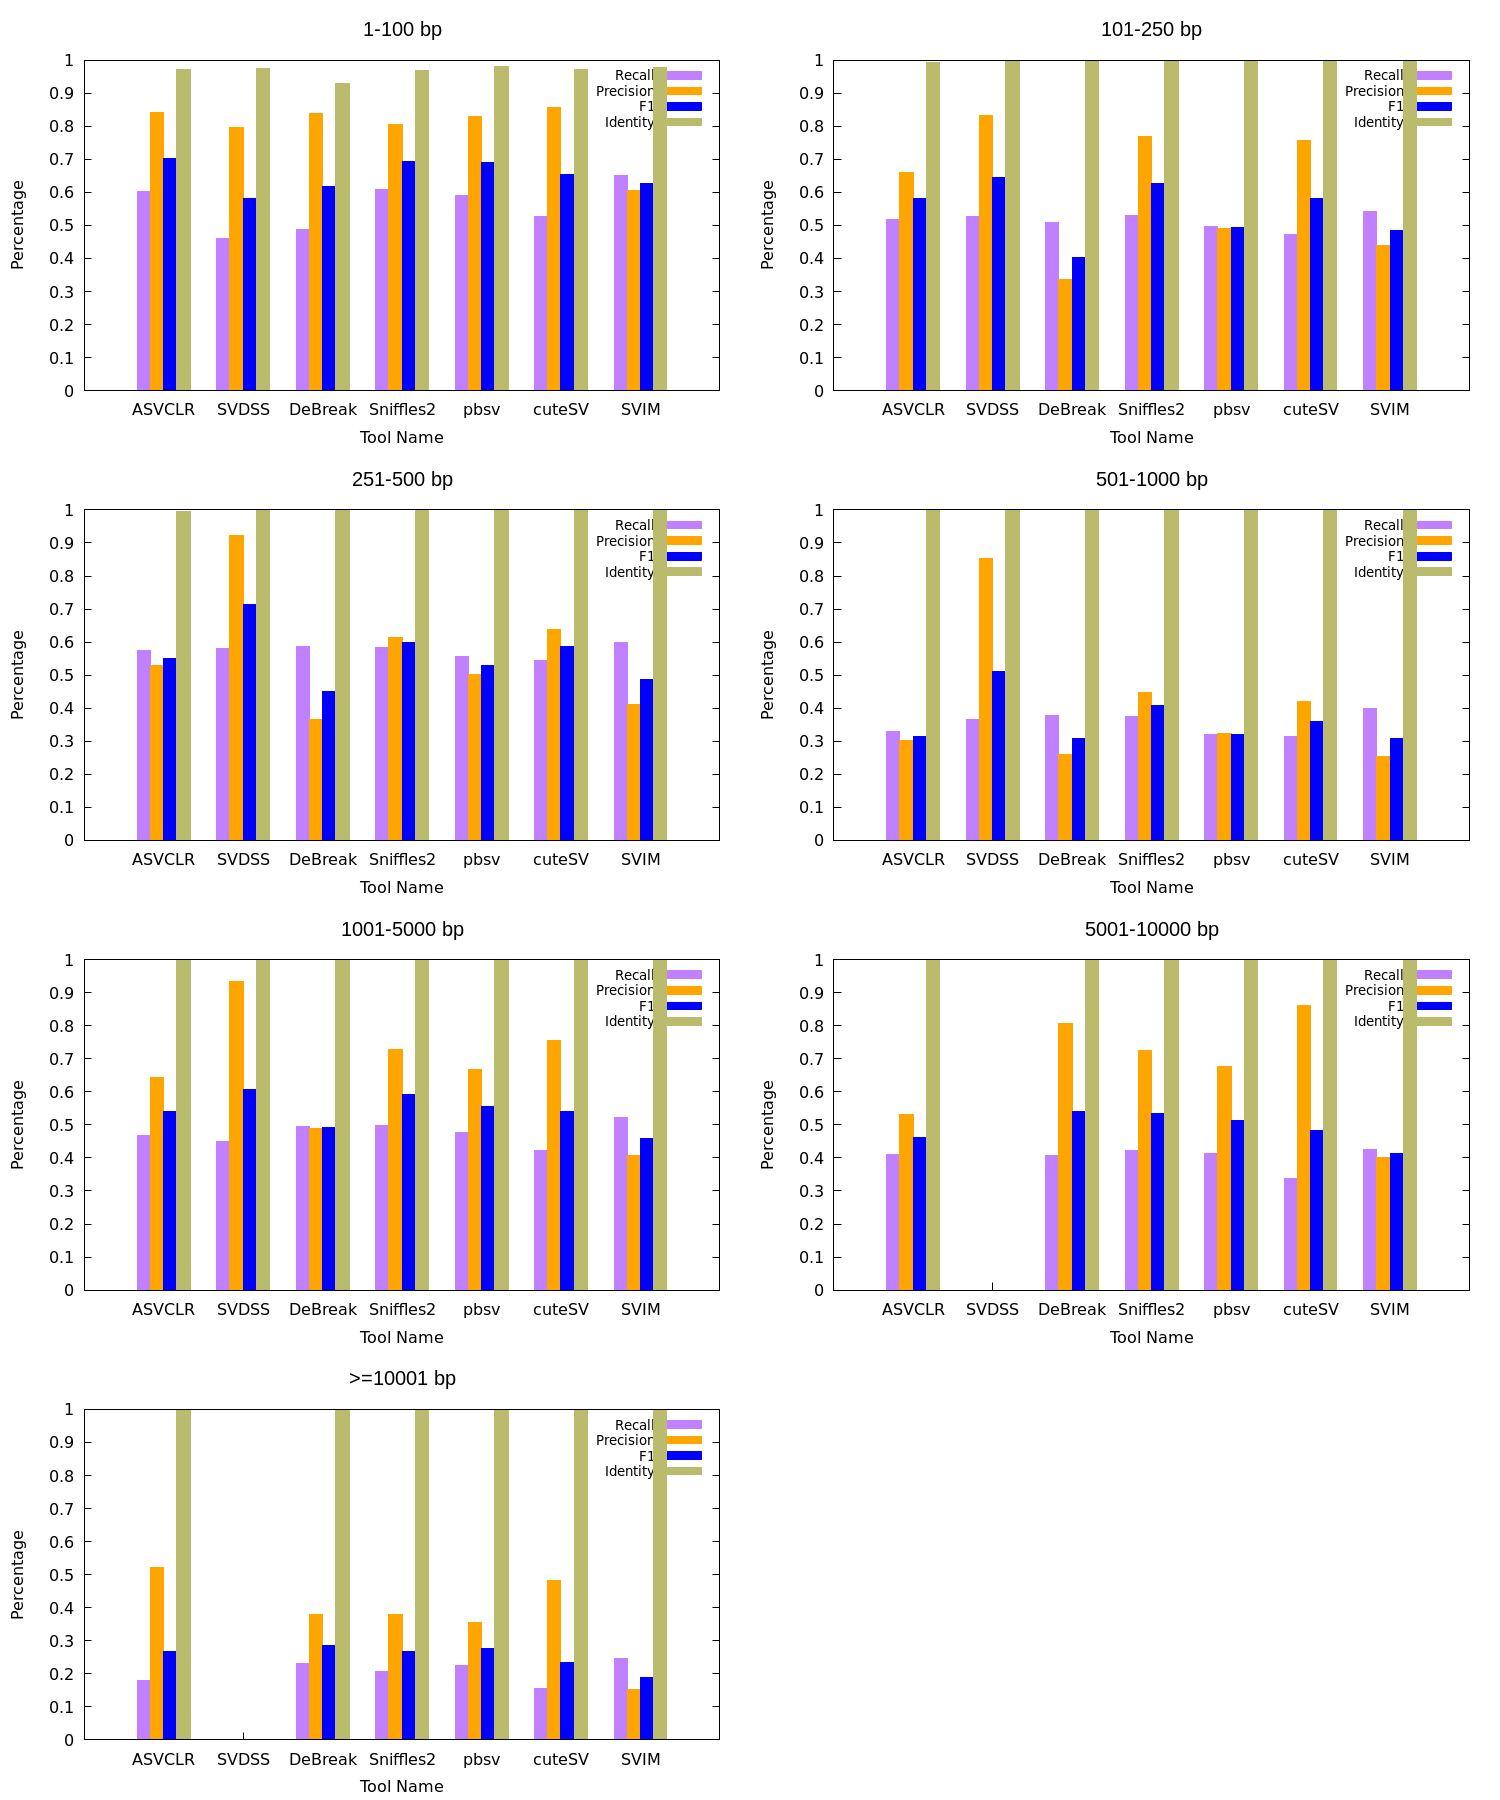 1-100 bp
1
0.9
0.8
0.7
0.6
0.5
0.4
0.3
0.2
0.1
0
Percentage
Recall
Precision
F1
Identity
ASVCLR SVDSS DeBreak Sniffles2 pbsv cuteSV SVIM
Tool Name
101-250 bp
1
0.9
0.8
0.7
0.6
0.5
0.4
0.3
0.2
0.1
0
Percentage
Recall
Precision
F1
Identity
ASVCLR SVDSS DeBreak Sniffles2 pbsv cuteSV SVIM
Tool Name
251-500 bp
1
0.9
0.8
0.7
0.6
0.5
0.4
0.3
0.2
0.1
0
Percentage
Recall
Precision
F1
Identity
ASVCLR SVDSS DeBreak Sniffles2 pbsv cuteSV SVIM
Tool Name
501-1000 bp
1
0.9
0.8
0.7
0.6
0.5
0.4
0.3
0.2
0.1
0
Percentage
Recall
Precision
F1
Identity
ASVCLR SVDSS DeBreak Sniffles2 pbsv cuteSV SVIM
Tool Name
1001-5000 bp
1
0.9
0.8
0.7
0.6
0.5
0.4
0.3
0.2
0.1
0
Percentage
Recall
Precision
F1
Identity
ASVCLR SVDSS DeBreak Sniffles2 pbsv cuteSV SVIM
Tool Name
5001-10000 bp
1
0.9
0.8
0.7
0.6
0.5
0.4
0.3
0.2
0.1
0
Percentage
Recall
Precision
F1
Identity
ASVCLR SVDSS DeBreak Sniffles2 pbsv cuteSV SVIM
Tool Name
>=10001 bp
1
0.9
0.8
0.7
0.6
0.5
0.4
0.3
0.2
0.1
0
Percentage
Recall
Precision
F1
Identity
ASVCLR SVDSS DeBreak Sniffles2 pbsv cuteSV SVIM
Tool Name